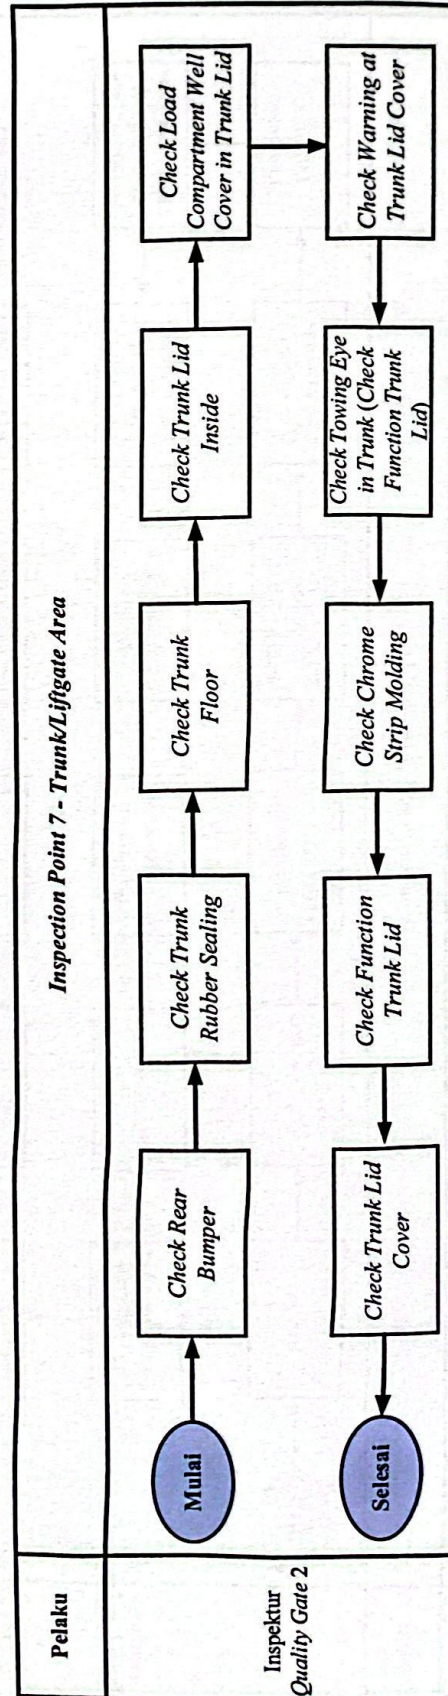 Pelaku
Inspection Point 7 - Trunk/Liftgate Area
Inspektur
Quality Gate 2
Mulai
Check Rear
Bumper
Check Trunk
Rubber Sealing
Check Trunk
Floor
Check Trunk Lid
Inside
Check Load
Compartment Well
Cover in Trunk Lid
Check Warning at
Trunk Lid Cover
Check Towing Eye
in Trunk (Check
Function Trunk
Lid)
Check Chrome
Strip Molding
Check Function
Trunk Lid
Check Trunk Lid
Cover
Selesai